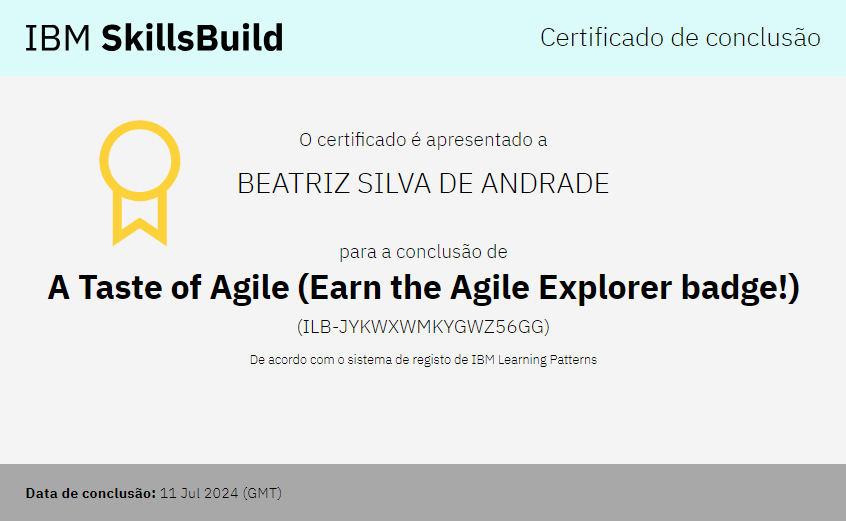 IBM SkillsBuild
Certificado de conclusão
O certificado é apresentado a
BEATRIZ SILVA DE ANDRADE
para a conclusão de
A Taste of Agile (Earn the Agile Explorer badge!)
(ILB-JYKWXWMKYGWZ56GG)
De acordo com o sistema de registo de IBM Learning Patterns
Data de conclusão: 11 Jul 2024 (GMT)